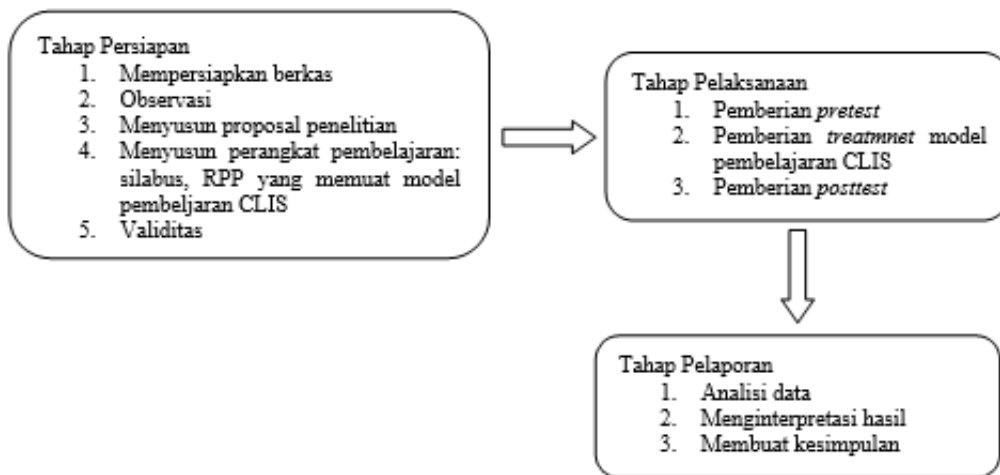 Tahap Persiapan
1. Mempersiapkan berkas
2. Observasi
3. Menyusun proposal penelitian
4. Menyusun perangkat pembelajaran:
silabus, RPP yang memuat model
pembeljaran CLIS
5. Validitas
Tahap Pelaksanaan
1. Pemberian pretest
2. Pemberian treatmnet model
pembelajaran CLIS
3. Pemberian posttest
Tahap Pelaporan
1. Analisi data
2. Menginterpretasi hasil
3. Membuat kesimpulan